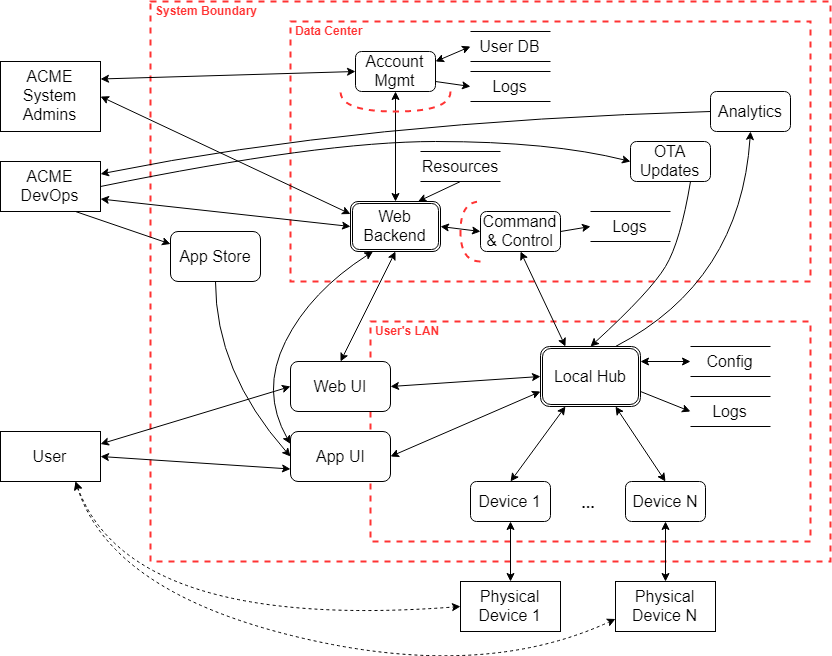 System Boundary
Data Center
User DB
Account
Mgmt
ACME
System
Admins
Logs
Analytics
OTA
Updates
Resources
ACME
DevOps
Web
Backend
Command
& Control
Logs
App Store
User's LAN
Config
Local Hub
Web UI
Logs
User
App UI
Device 1
...
Device N
Physical
Device 1
Physical
Device N